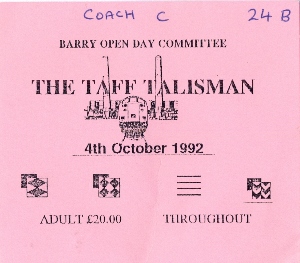 COACH C 24 B
BARRY OPEN DAY COMMITTEE
THE TAFF TALISMAN
4th October 1992
ADULT £20.00 THROUGHOUT